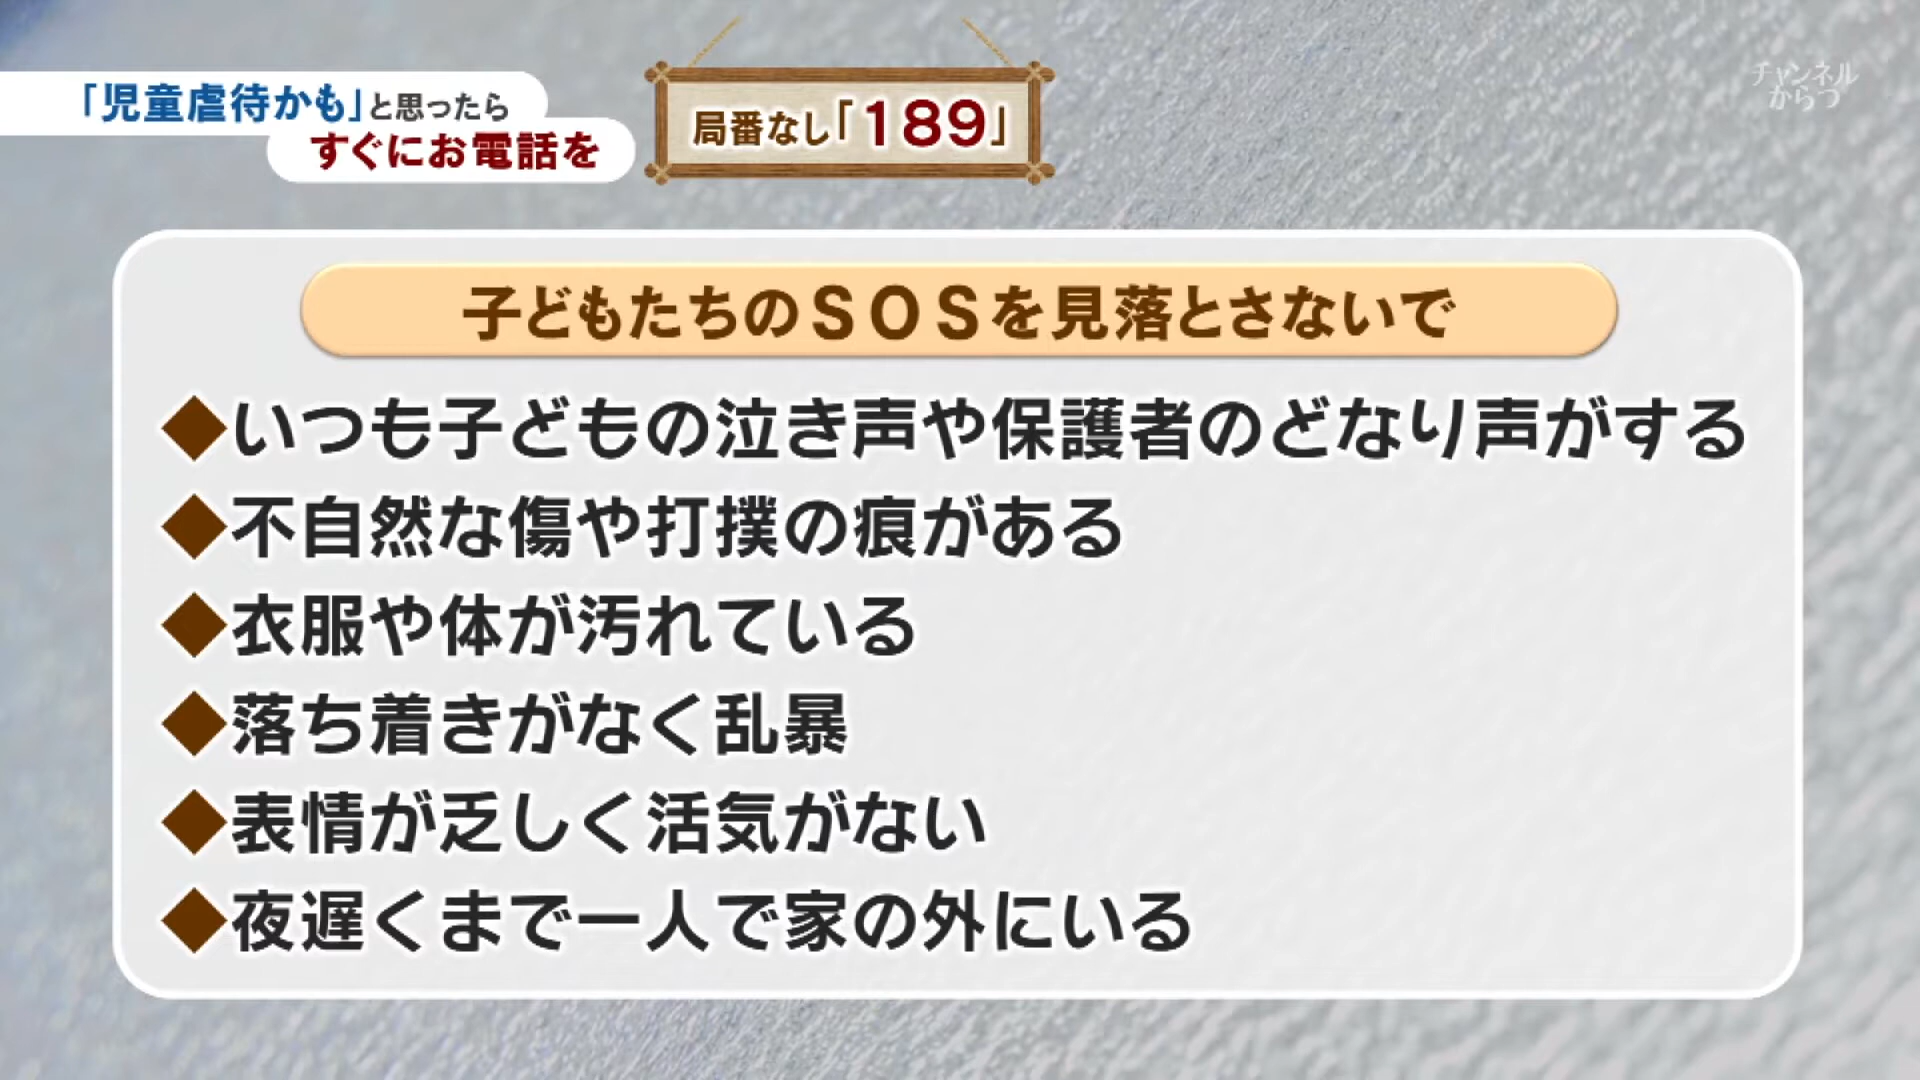 「児童虐待かも」と思ったら
すぐにお電話を
局番なし「189」
チャンネル
からつ
子どもたちのＳＯＳを見落とさないで
◆いつも子どもの泣き声や保護者のどなり声がする
◆不自然な傷や打撲の痕がある
◆衣服や体が汚れている
◆落ち着きがなく乱暴
◆表情が乏しく活気がない
◆夜遅くまで一人で家の外にいる